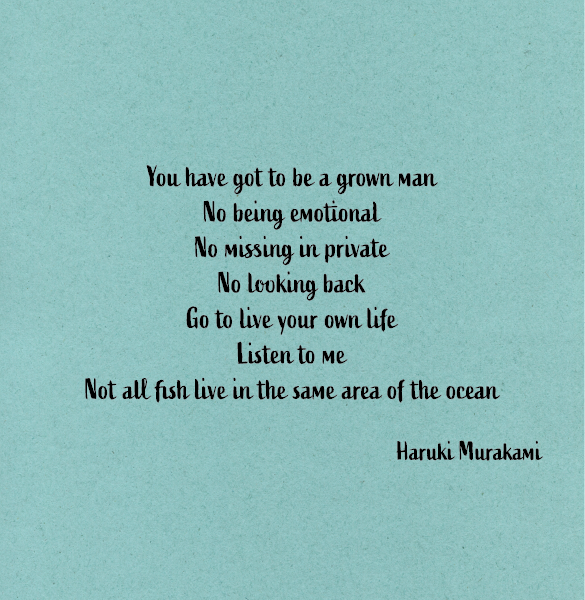 You have got to be a grown man
No being emotional
No missing in private
No looking back
Go to live your own life
Listen to me
Not all fish live in the same area of the ocean
Haruki Murakami